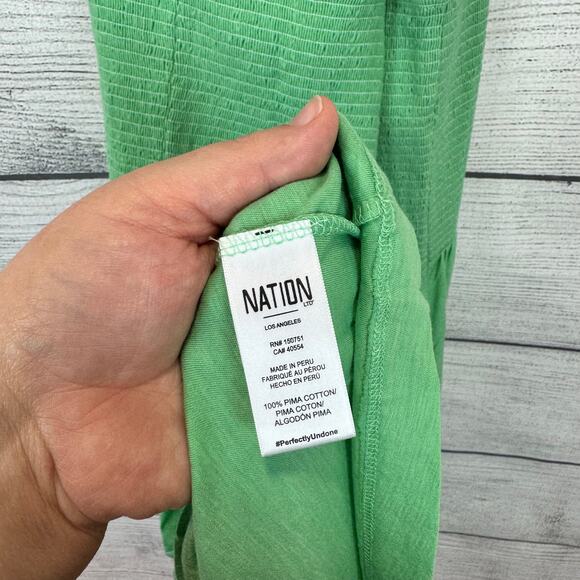 NATION
LTD
LOS ANGELES
RN# 150751
CA# 40554
MADE IN PERU
FABRIQUÉ AU PÉROU
HECHO EN PERÚ
100% PIMA COTTON/
PIMA COTON/
ALGODÓN PIMA
#PerfectlyUndone